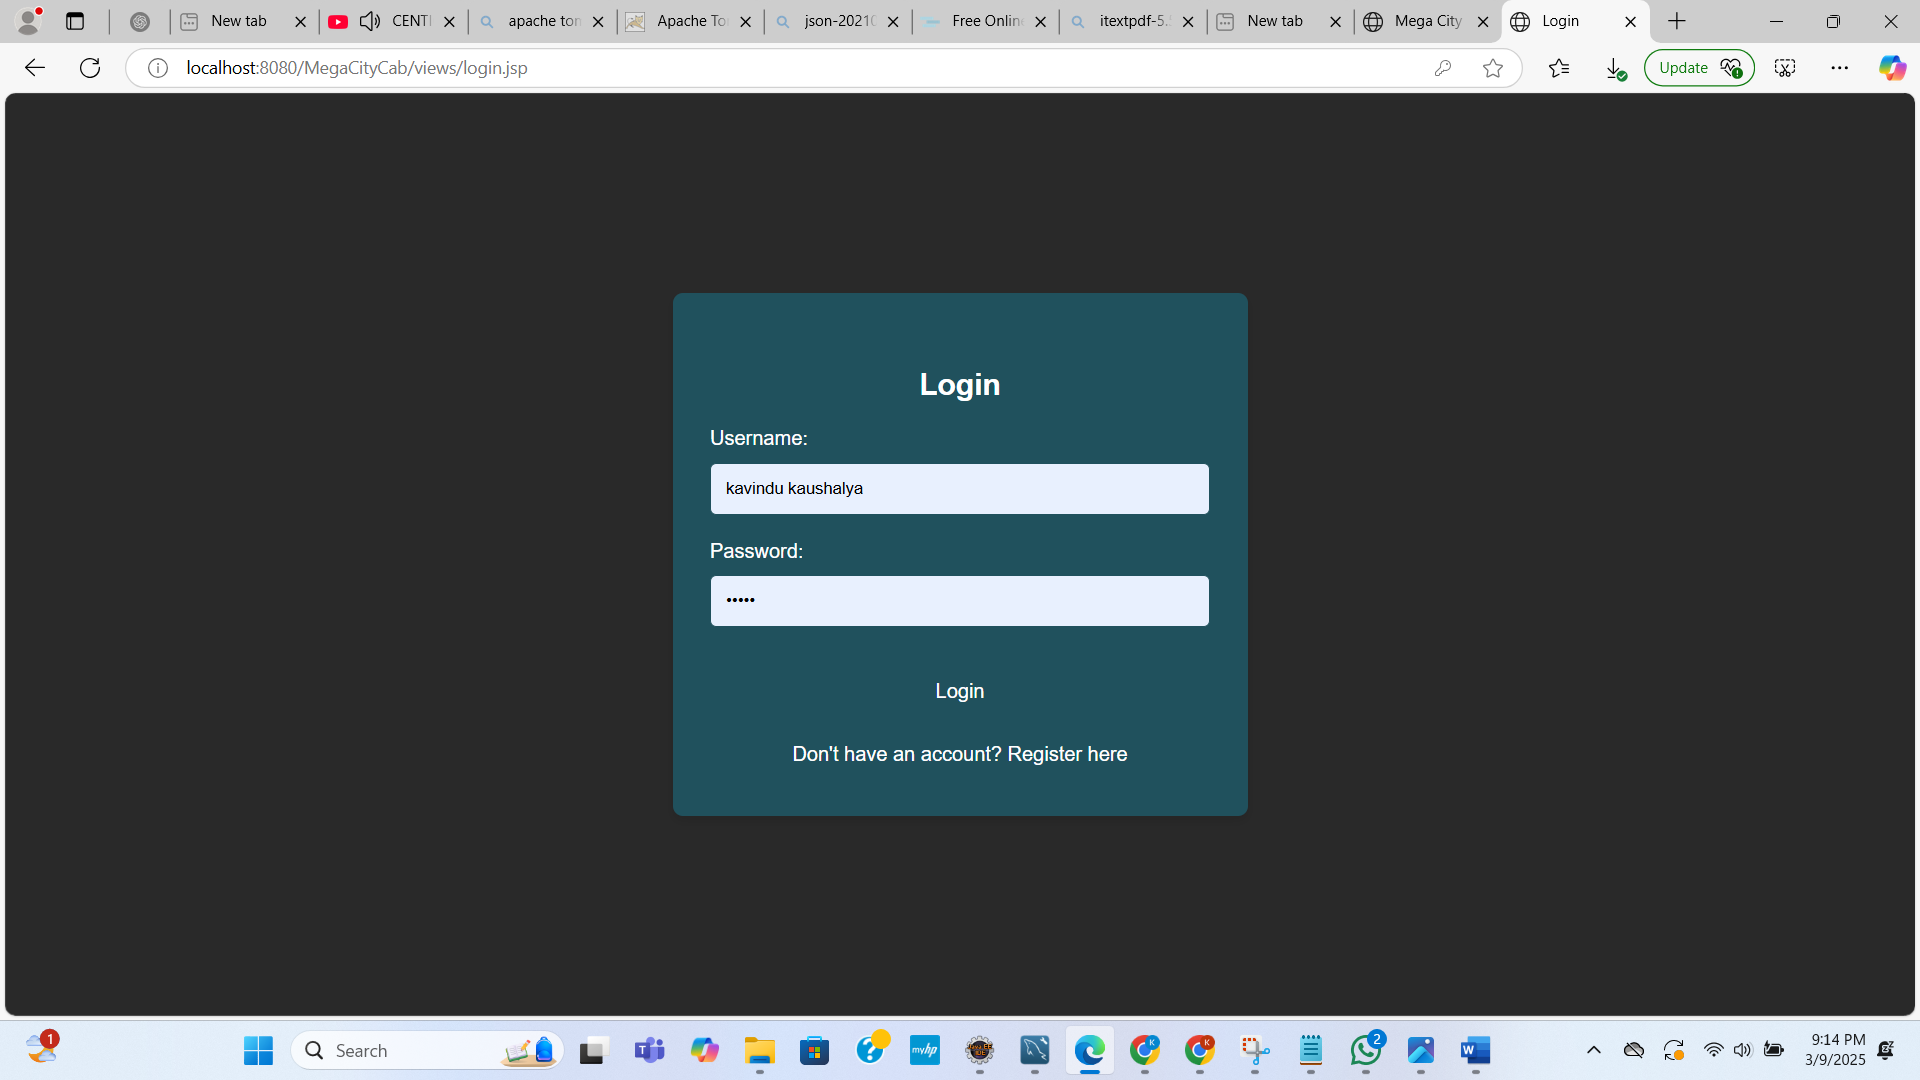 New tab
CENT
apache ton
Apache To
json-2021
Free Onlin
itextpdf-5.
New tab
Mega City
Login
localhost:8080/MegaCityCab/views/login.jsp
Update
Login
Username:
kavindu kaushalya
Password:
•••••
Login
Don't have an account? Register here
1
Search
myhp
2
9:14 PM
3/9/2025